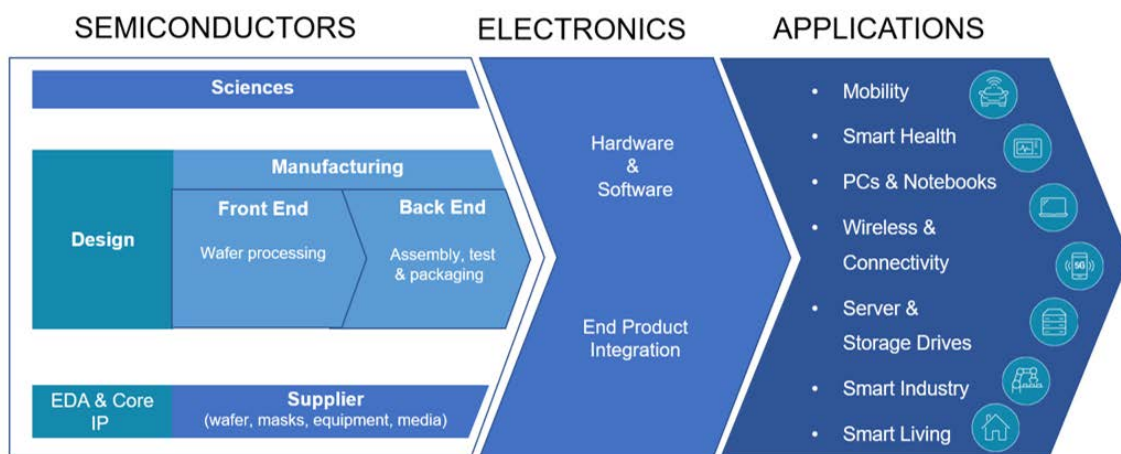 SEMICONDUCTORS
ELECTRONICS
APPLICATIONS
Sciences
Manufacturing
Design
Front End
Wafer processing
Back End
Assembly, test
& packaging
EDA & Core
IP
Supplier
(wafer, masks, equipment, media)
Hardware
&
Software
End Product
Integration
• Mobility
• Smart Health
• PCs & Notebooks
• Wireless &
Connectivity
5G
• Server &
Storage Drives
• Smart Industry
• Smart Living